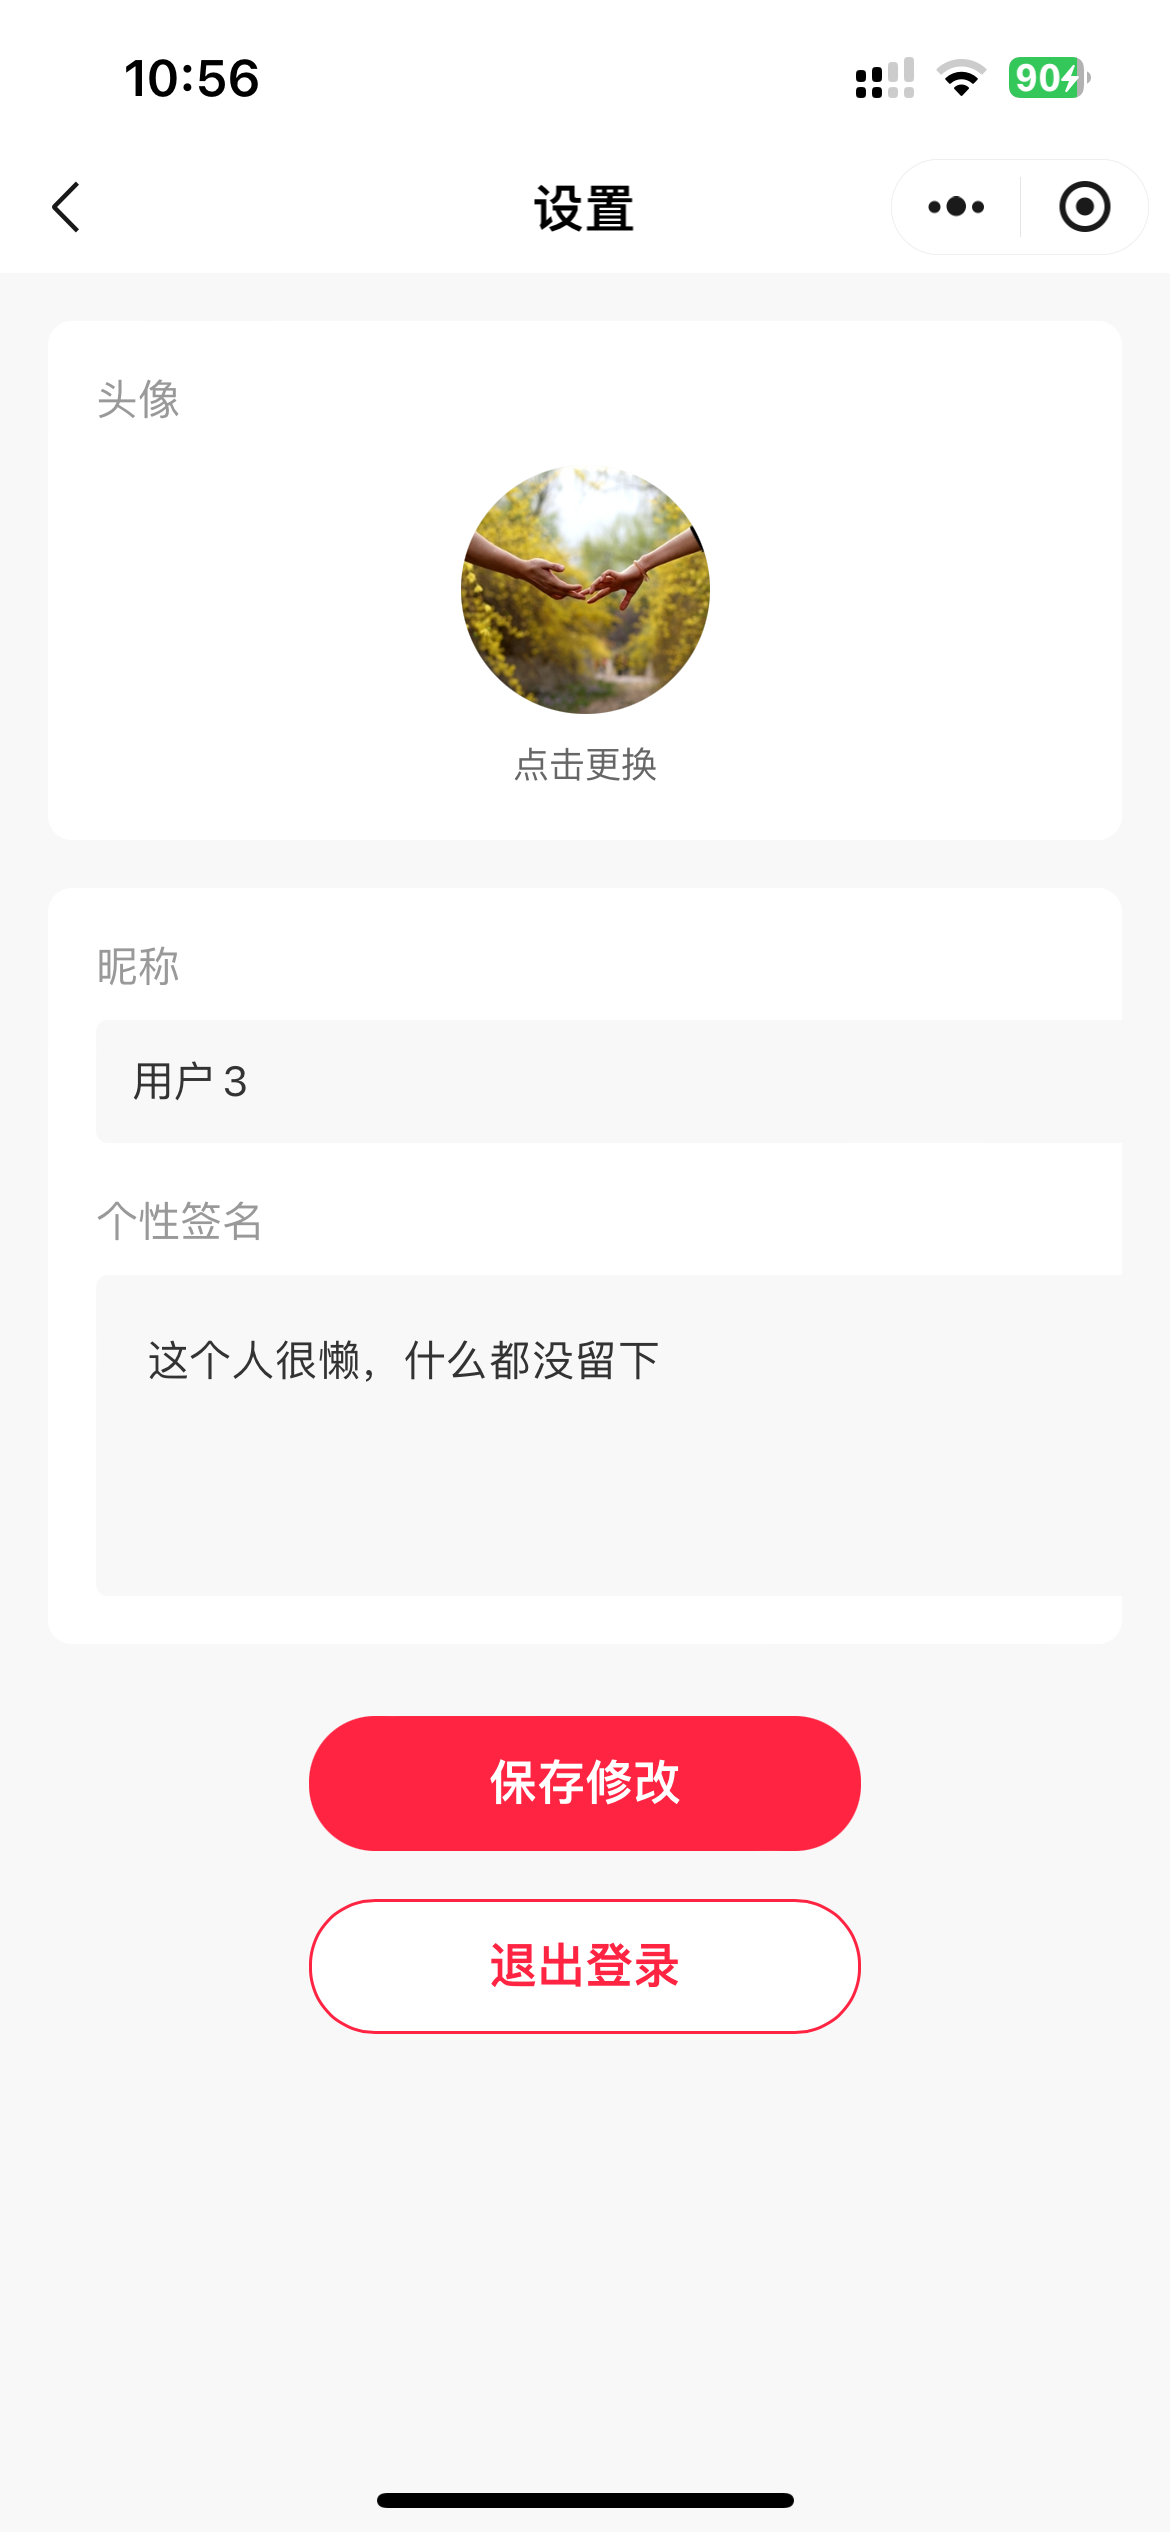 10:56
90
设置
头像
点击更换
昵称
用户3
个性签名
这个人很懒，什么都没留下
保存修改
退出登录